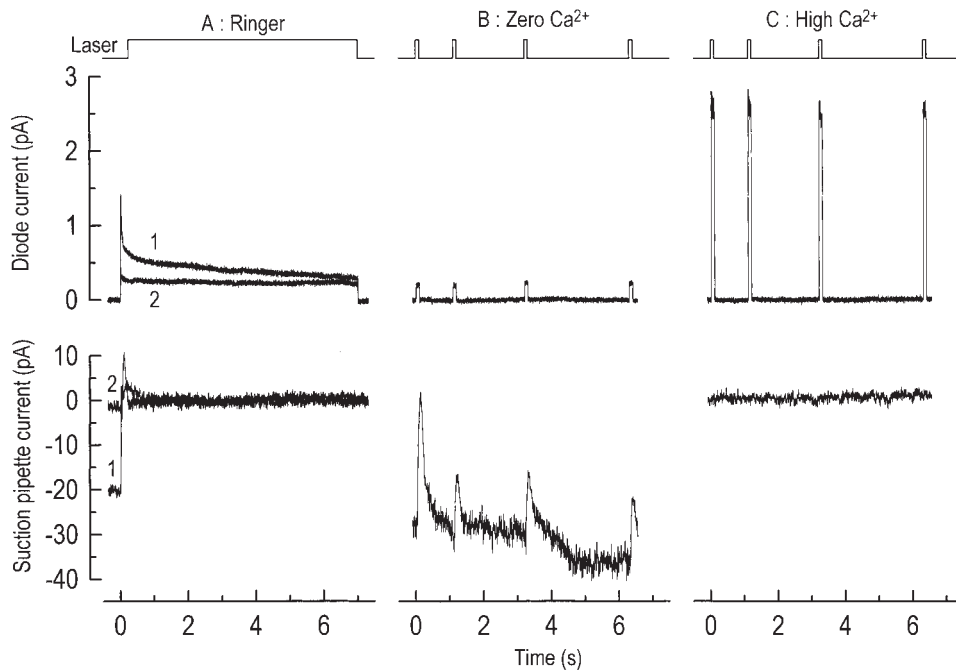 A : Ringer
B : Zero Ca²⁺
C : High Ca²⁺
Laser
Diode current (pA)
3
2
1
0
1
2
Suction pipette current (pA)
10
0
-10
-20
-30
-40
2
1
0 2 4 6
0 2 4 6
0 2 4 6
Time (s)